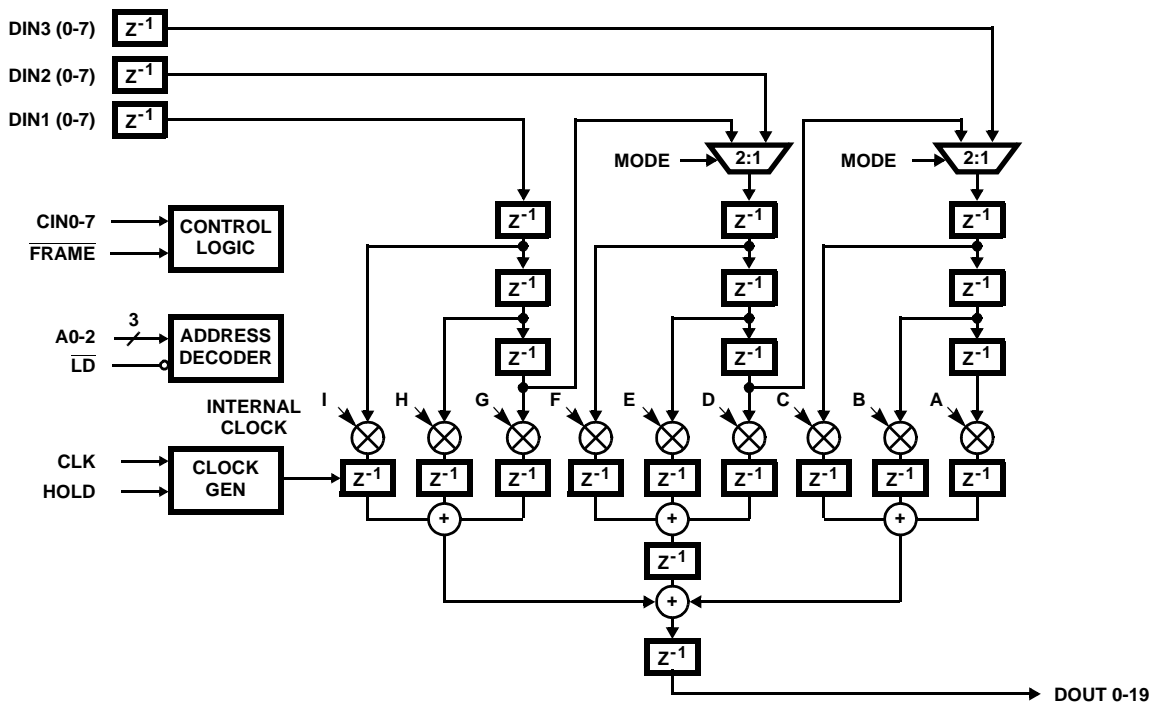 DIN3 (0-7) Z-1
DIN2 (0-7) Z-1
DIN1 (0-7) Z-1
MODE 2:1 MODE 2:1
Z-1 Z-1 Z-1
CIN0-7
FRAME
CONTROL
LOGIC
Z-1 Z-1 Z-1
A0-2 3
LD
ADDRESS
DECODER
Z-1 Z-1 Z-1
INTERNAL
CLOCK
I H G F E D C B A
CLK
HOLD
CLOCK
GEN
Z-1 Z-1 Z-1 Z-1 Z-1 Z-1 Z-1 Z-1 Z-1
+ + +
Z-1
+
Z-1
DOUT 0-19